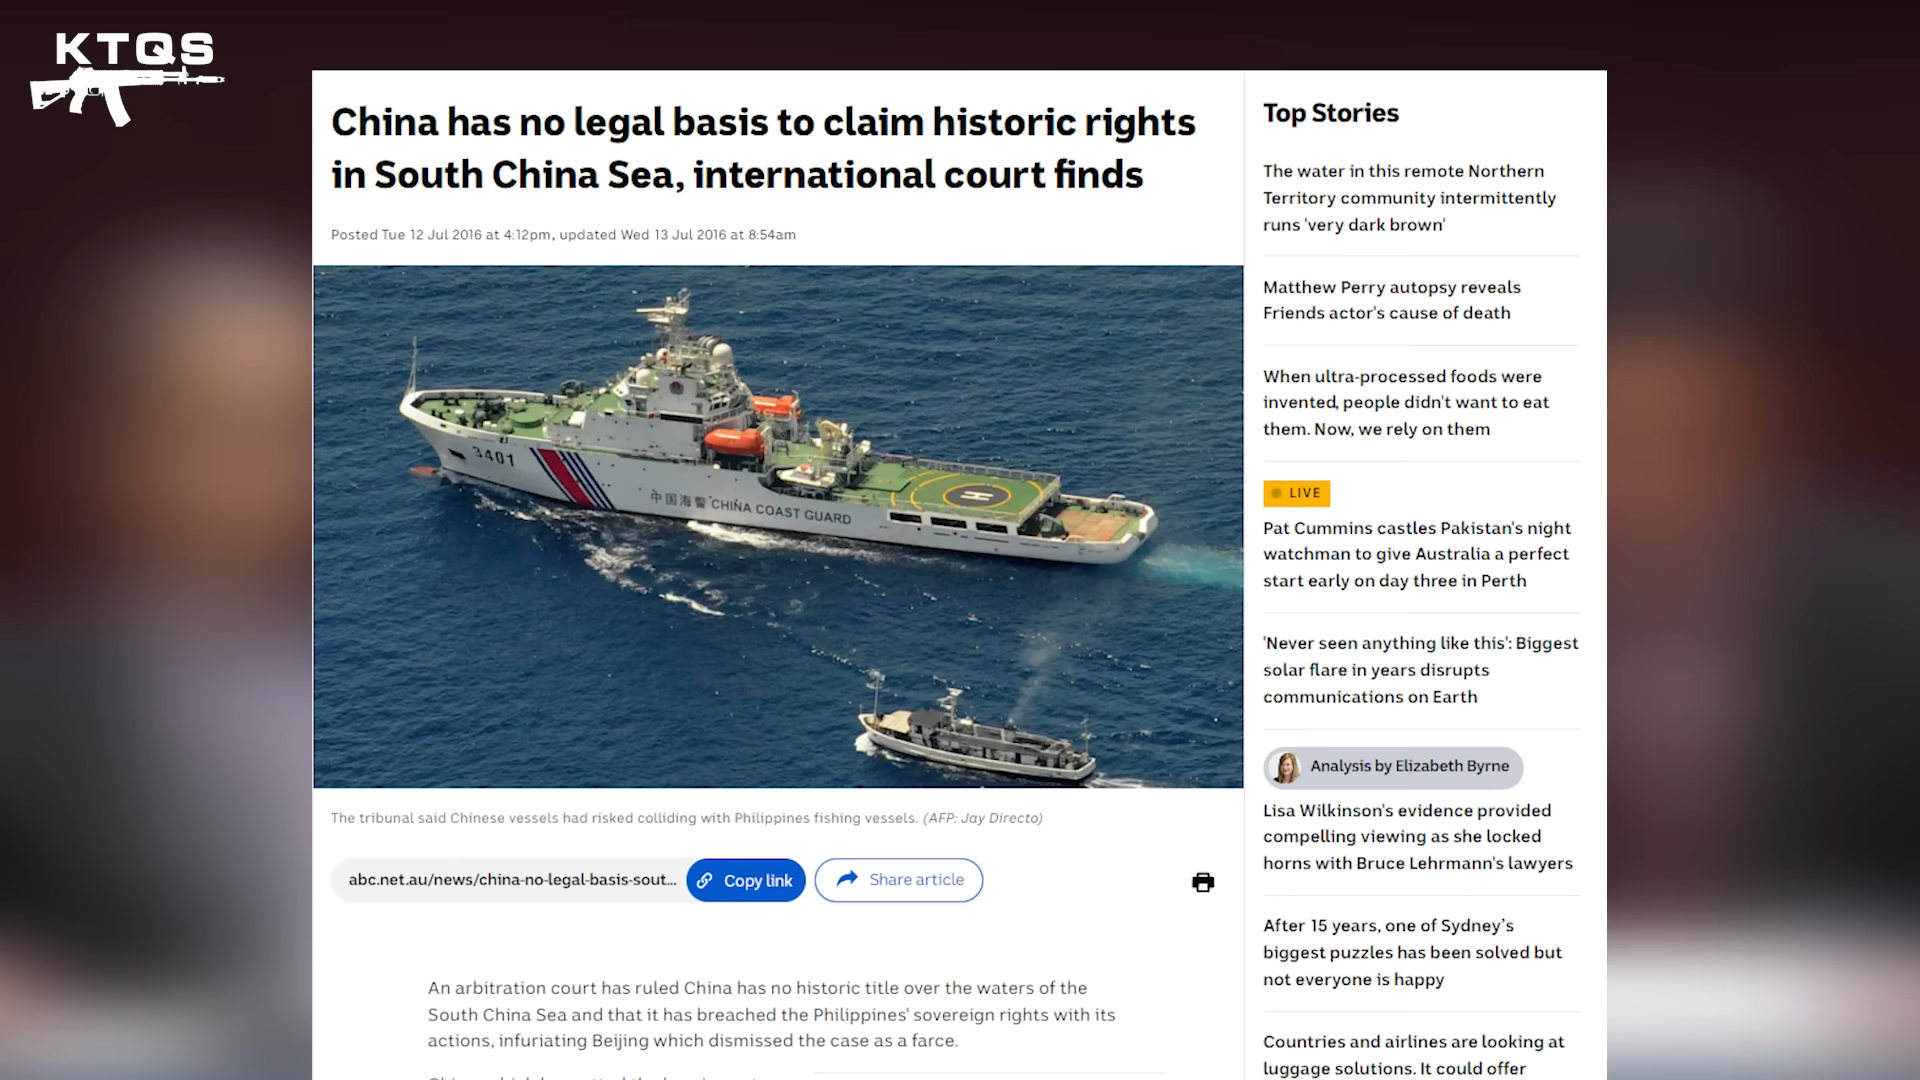 KTQS
China has no legal basis to claim historic rights
in South China Sea, international court finds
Posted Tue 12 Jul 2016 at 4:12pm, updated Wed 13 Jul 2016 at 8:54am
3401
中国海警 CHINA COAST GUARD
H
The tribunal said Chinese vessels had risked colliding with Philippines fishing vessels. (AFP: Jay Directo)
abc.net.au/news/china-no-legal-basis-sout...
Copy link
Share article
An arbitration court has ruled China has no historic title over the waters of the
South China Sea and that it has breached the Philippines' sovereign rights with its
actions, infuriating Beijing which dismissed the case as a farce.
Top Stories
The water in this remote Northern
Territory community intermittently
runs 'very dark brown'
Matthew Perry autopsy reveals
Friends actor's cause of death
When ultra-processed foods were
invented, people didn't want to eat
them. Now, we rely on them
LIVE
Pat Cummins castles Pakistan's night
watchman to give Australia a perfect
start early on day three in Perth
'Never seen anything like this': Biggest
solar flare in years disrupts
communications on Earth
Analysis by Elizabeth Byrne
Lisa Wilkinson's evidence provided
compelling viewing as she locked
horns with Bruce Lehrmann's lawyers
After 15 years, one of Sydney's
biggest puzzles has been solved but
not everyone is happy
Countries and airlines are looking at
luggage solutions. It could offer